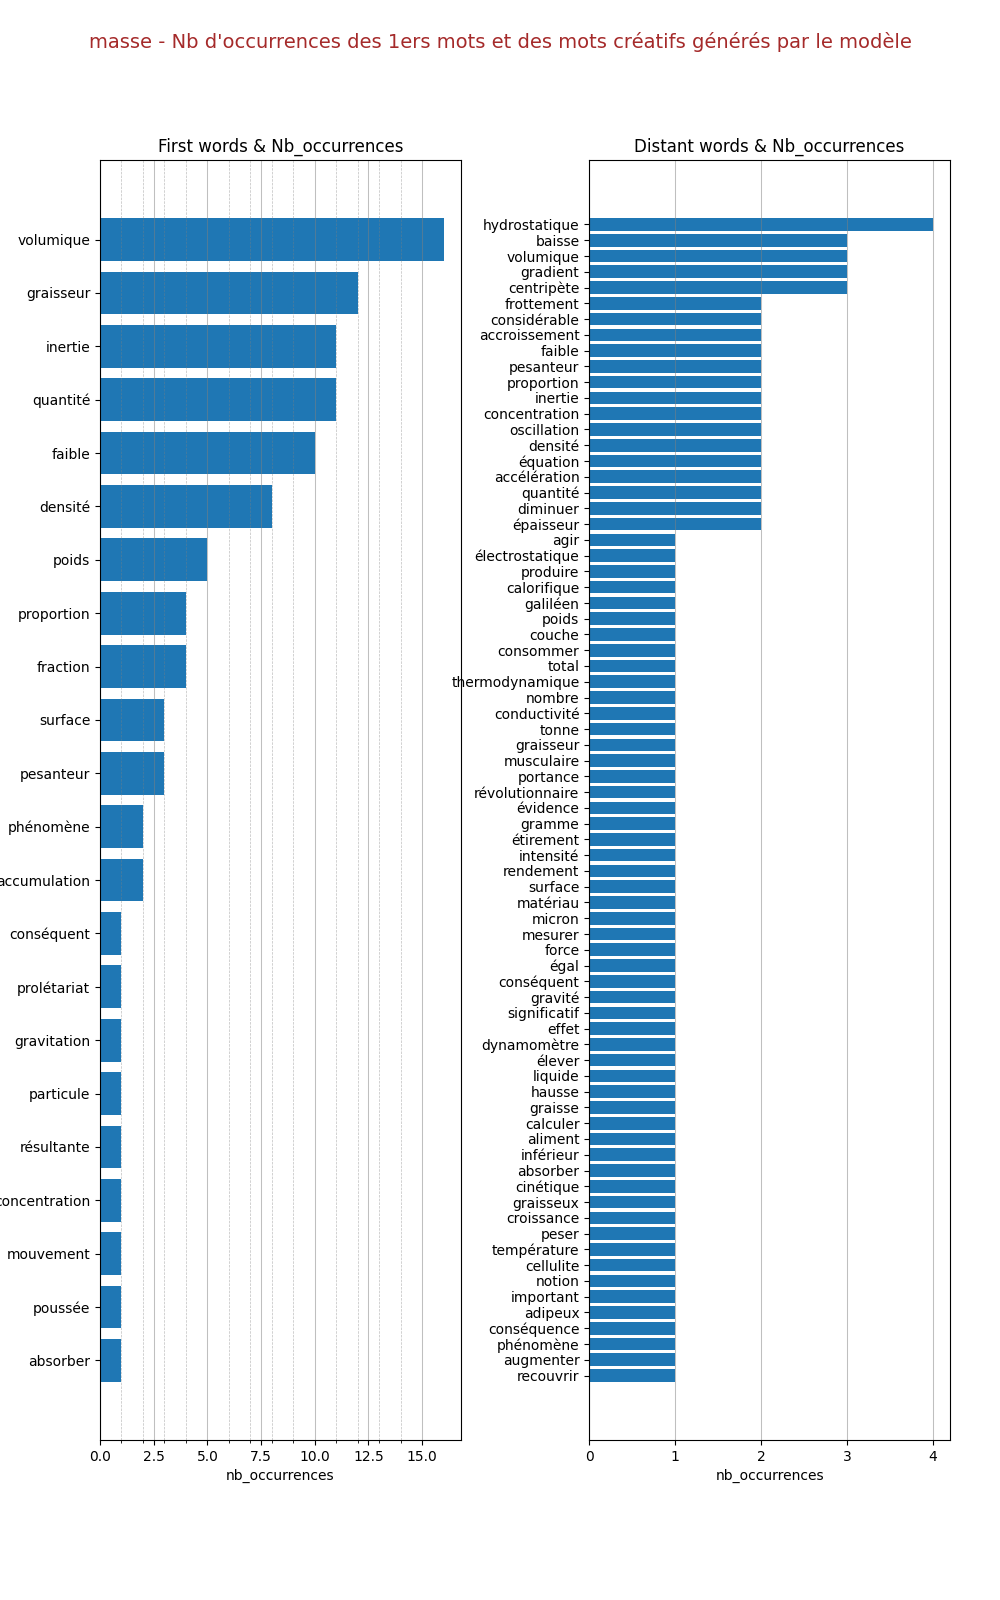 masse - Nb d'occurrences des 1ers mots et des mots créatifs générés par le modèle
First words & Nb_occurrences
volumique
graisseur
inertie
quantité
faible
densité
poids
proportion
fraction
surface
pesanteur
phénomène
accumulation
conséquent
prolétariat
gravitation
particule
résultante
concentration
mouvement
poussée
absorber
0.0 2.5 5.0 7.5 10.0 12.5 15.0
nb_occurrences
Distant words & Nb_occurrences
hydrostatique
baisse
volumique
gradient
centripète
frottement
considérable
accroissement
faible
pesanteur
proportion
inertie
concentration
oscillation
densité
équation
accélération
quantité
diminuer
épaisseur
agir
électrostatique
produire
calorifique
galiléen
poids
couche
consommer
total
thermodynamique
nombre
conductivité
tonne
graisseur
musculaire
portance
révolutionnaire
évidence
gramme
étirement
intensité
rendement
surface
matériau
micron
mesurer
force
égal
conséquent
gravité
significatif
effet
dynamomètre
élever
liquide
hausse
graisse
calculer
aliment
inférieur
absorber
cinétique
graisseux
croissance
peser
température
cellulite
notion
important
adipeux
conséquence
phénomène
augmenter
recouvrir
0 1 2 3 4
nb_occurrences